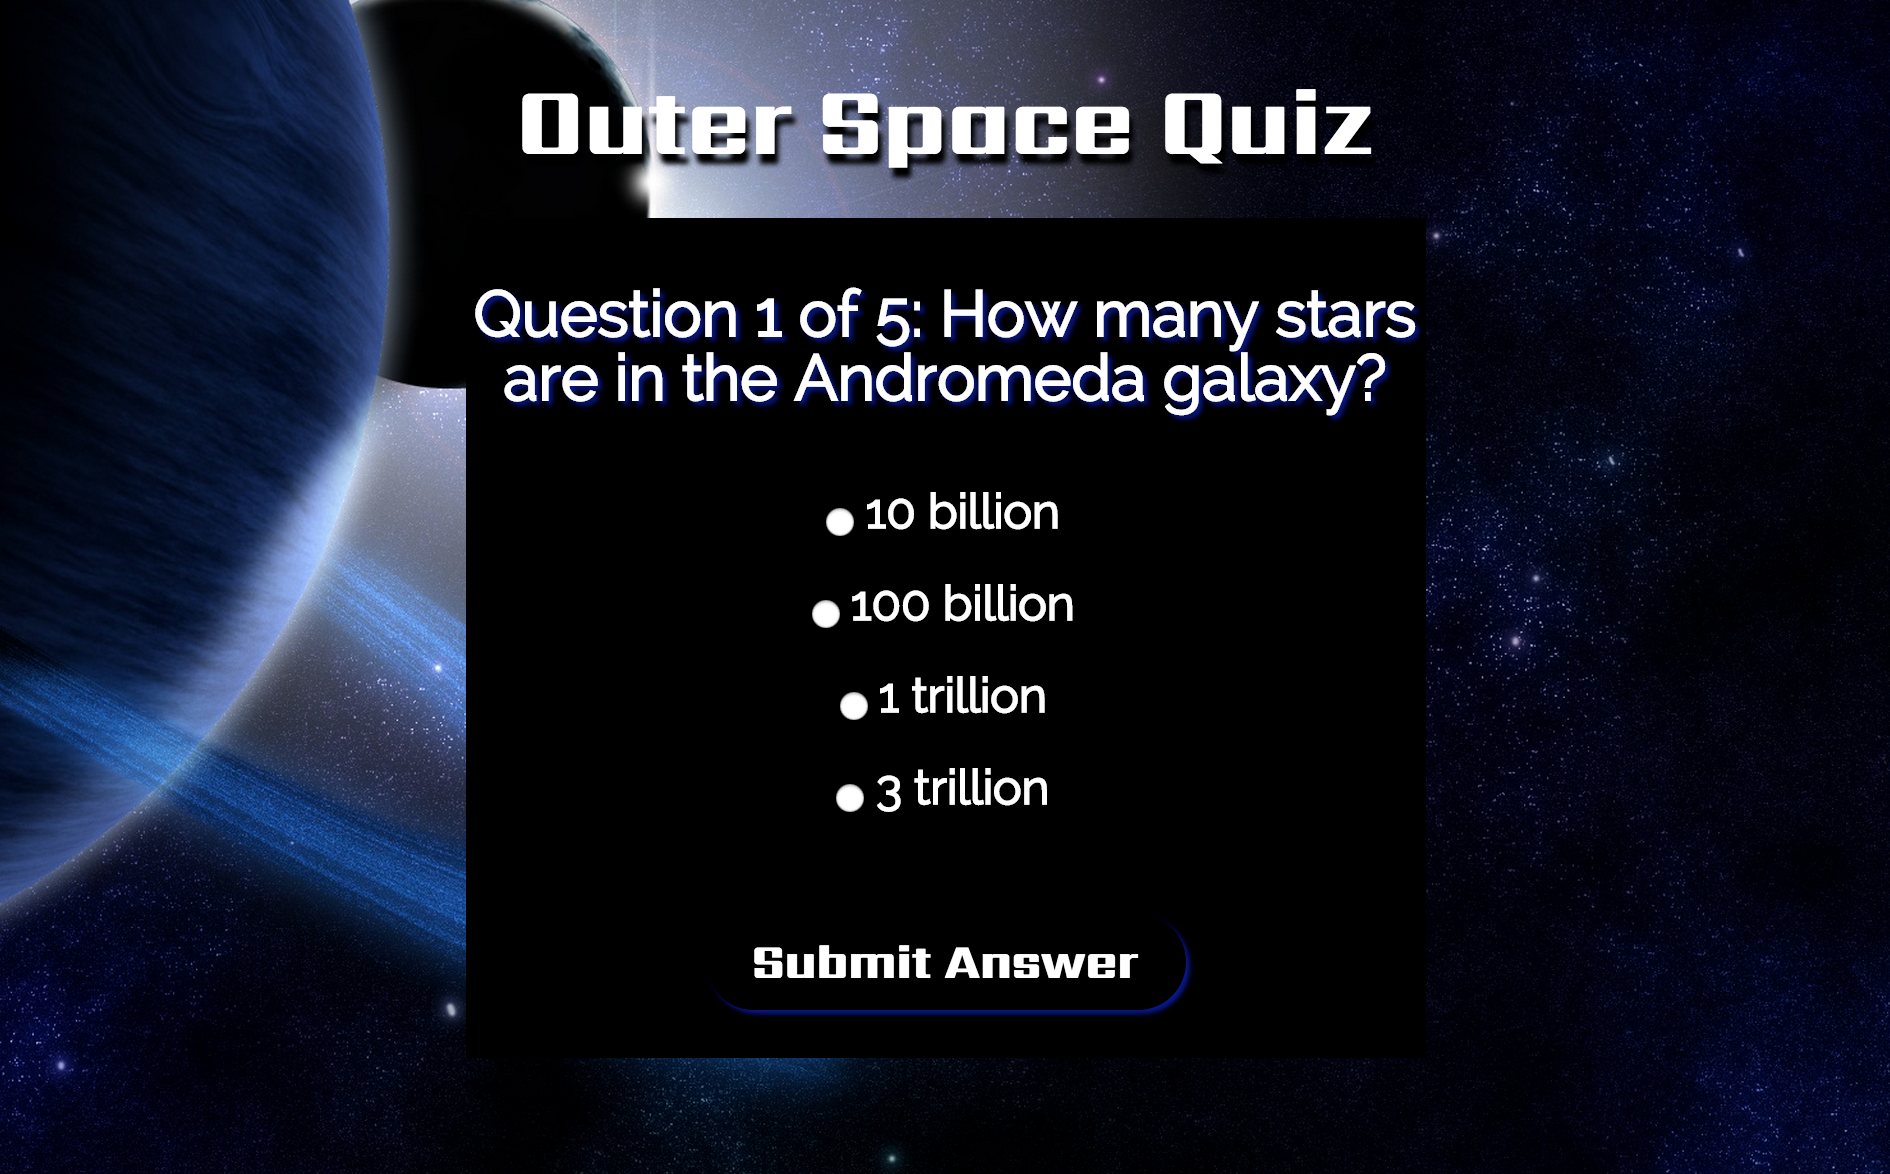 Outer Space Quiz
Question 1 of 5: How many stars
are in the Andromeda galaxy?
10 billion
100 billion
1 trillion
3 trillion
Submit Answer